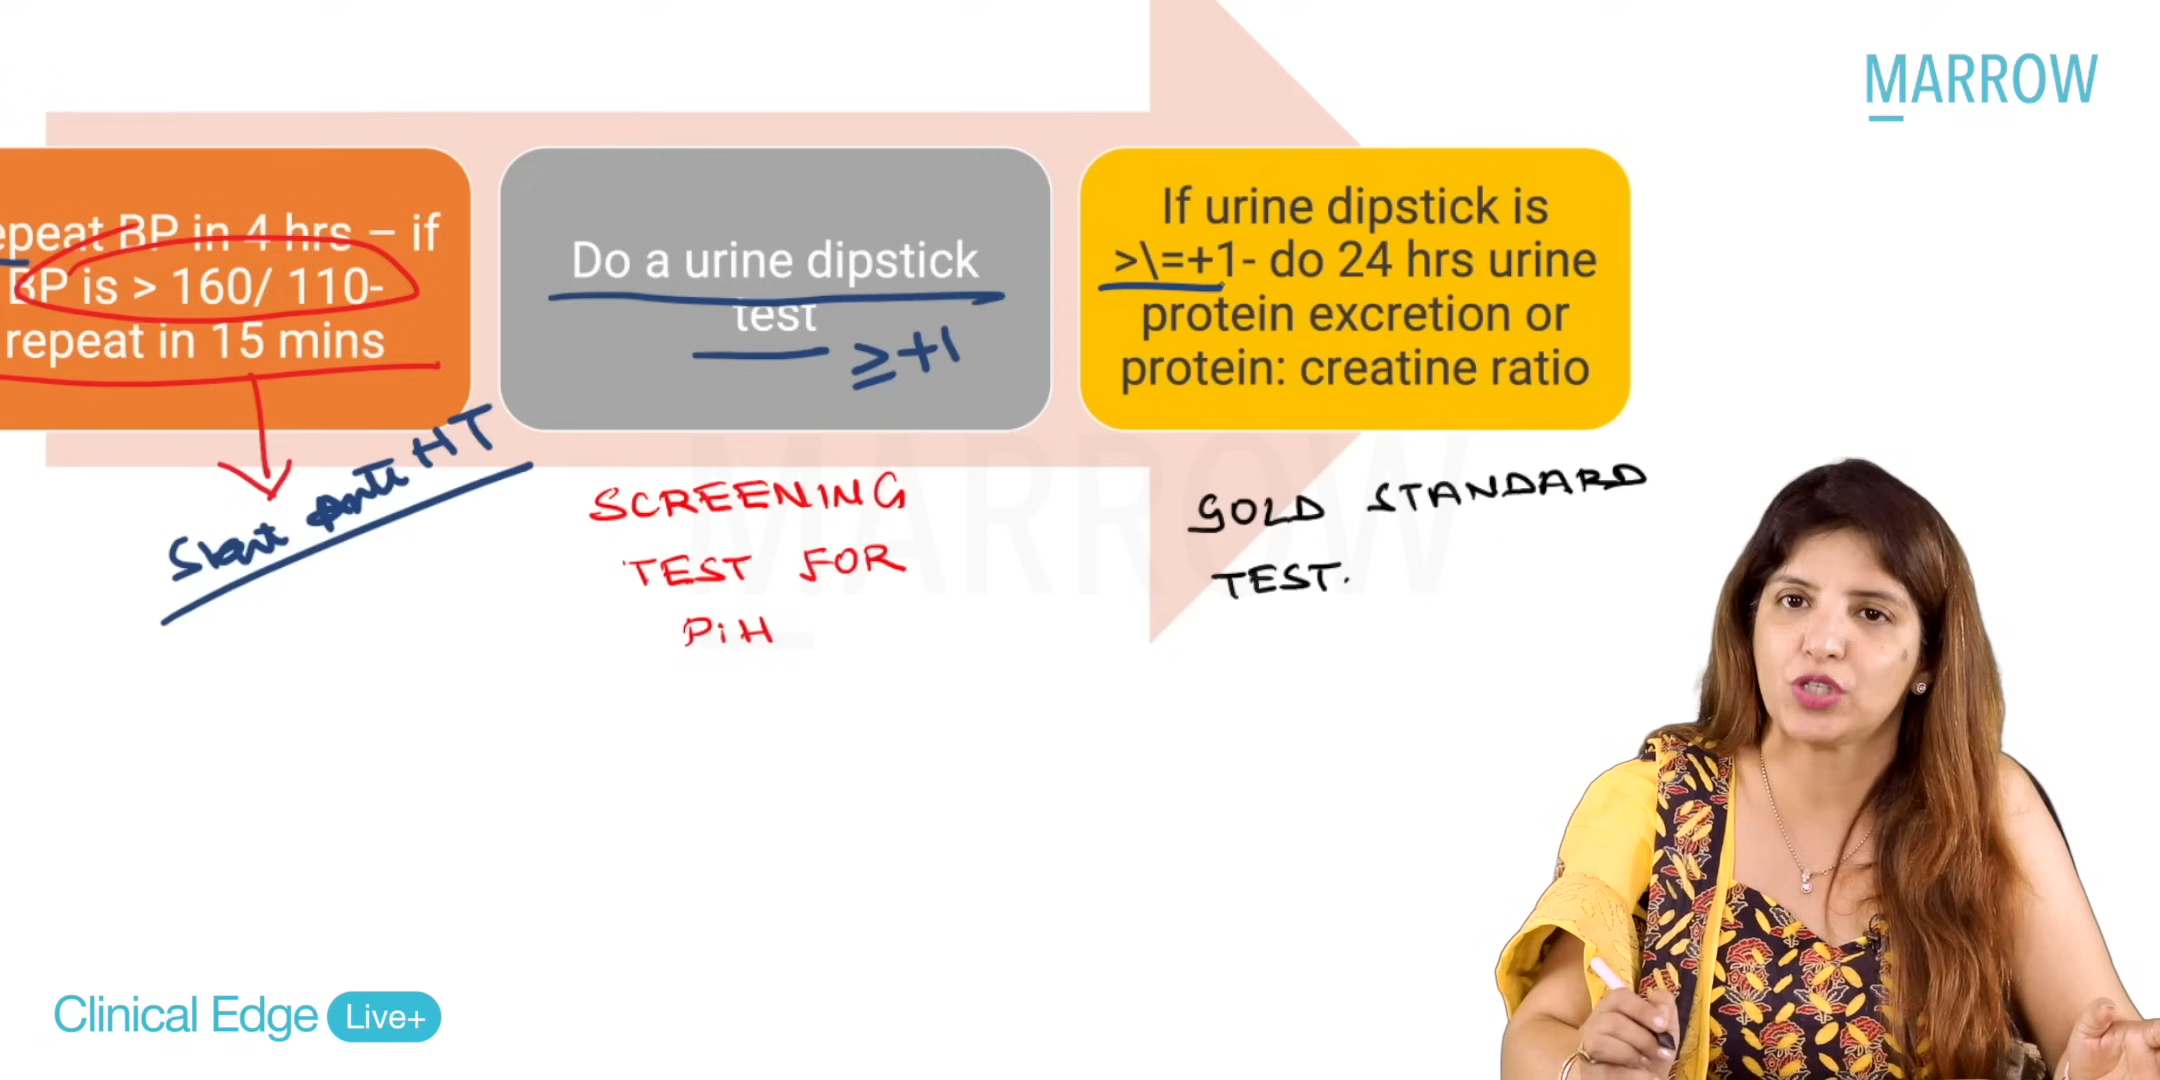 MARROW
epeat BP in 4 hrs – if
BP is > 160/ 110-
repeat in 15 mins
Start anti HT
Do a urine dipstick
test
≥+1
SCREENING
TEST FOR
PiH
If urine dipstick is
>\=+1- do 24 hrs urine
protein excretion or
protein: creatine ratio
GOLD STANDARD
TEST.
MARROW
Clinical Edge Live+